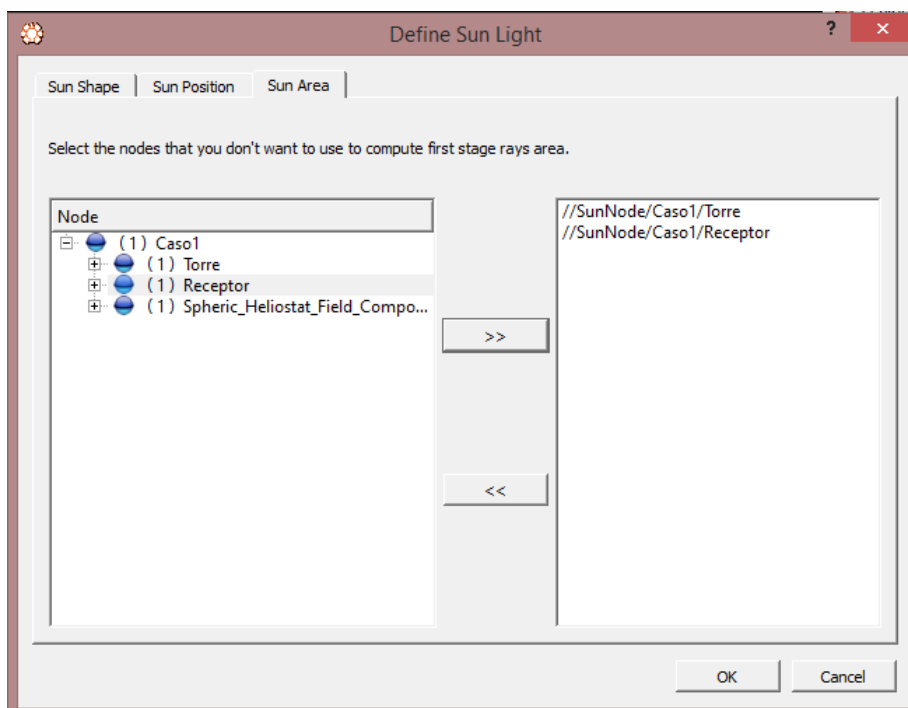 Define Sun Light
?
Sun Shape
Sun Position
Sun Area
Select the nodes that you don't want to use to compute first stage rays area.
Node
(1) Caso1
(1) Torre
(1) Receptor
(1) Spheric_Heliostat_Field_Compo...
>>
<<
//SunNode/Caso1/Torre
//SunNode/Caso1/Receptor
OK
Cancel